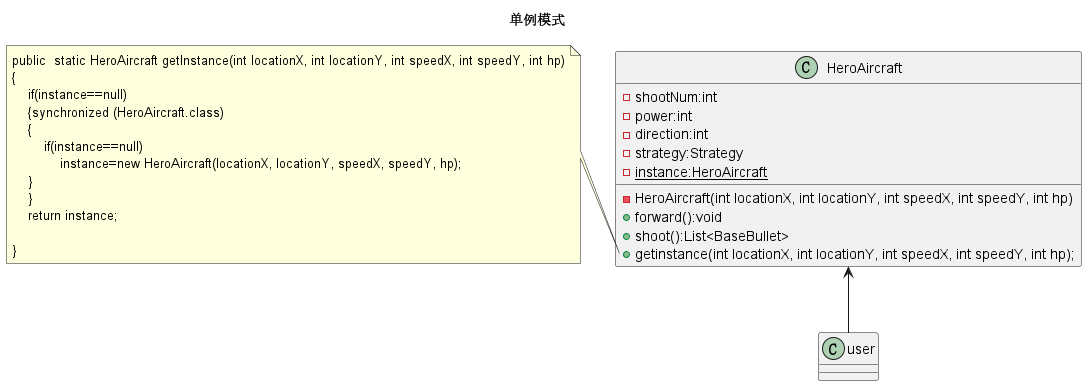 单例模式
public  static HeroAircraft getInstance(int locationX, int locationY, int speedX, int speedY, int hp)
{
if(instance==null)
{synchronized (HeroAircraft.class)
{
if(instance==null)
instance=new HeroAircraft(locationX, locationY, speedX, speedY, hp);
}
}
return instance;
}
C HeroAircraft
shootNum:int
power:int
direction:int
strategy:Strategy
instance:HeroAircraft
HeroAircraft(int locationX, int locationY, int speedX, int speedY, int hp)
forward():void
shoot():List<BaseBullet>
getinstance(int locationX, int locationY, int speedX, int speedY, int hp);
C user